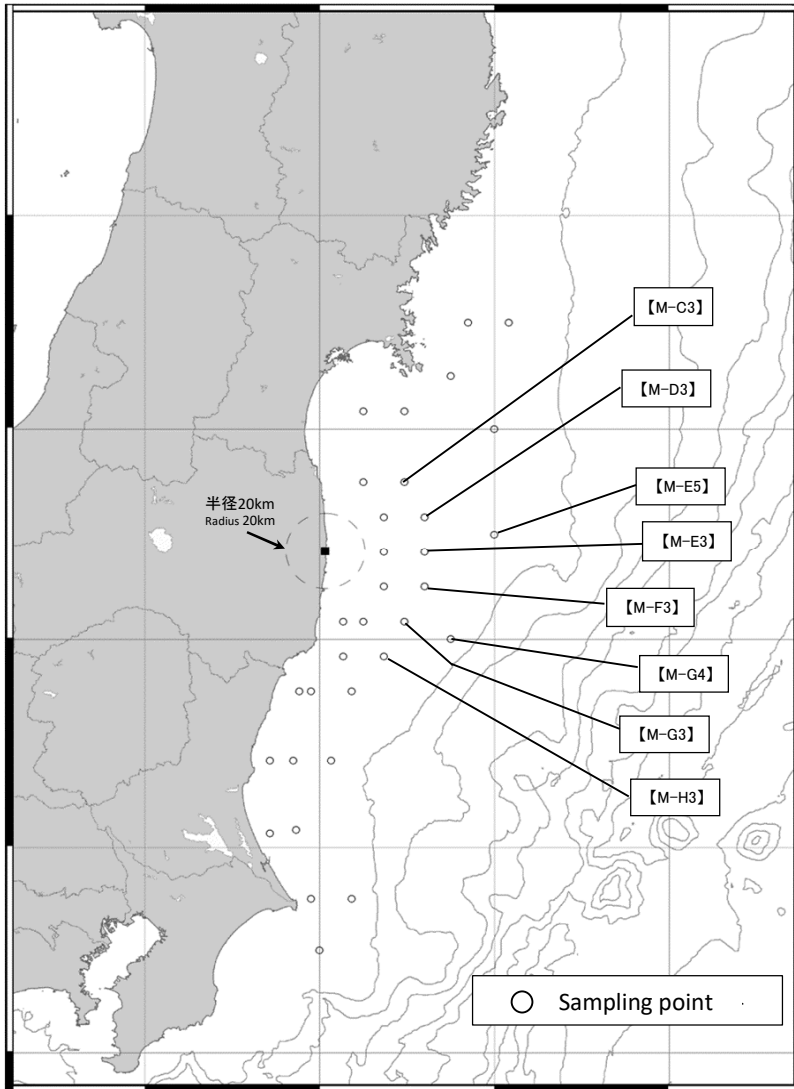 【M-C3】
【M-D3】
【M-E5】
半径20km
Radius 20km
【M-E3】
【M-F3】
【M-G4】
【M-G3】
【M-H3】
Sampling point